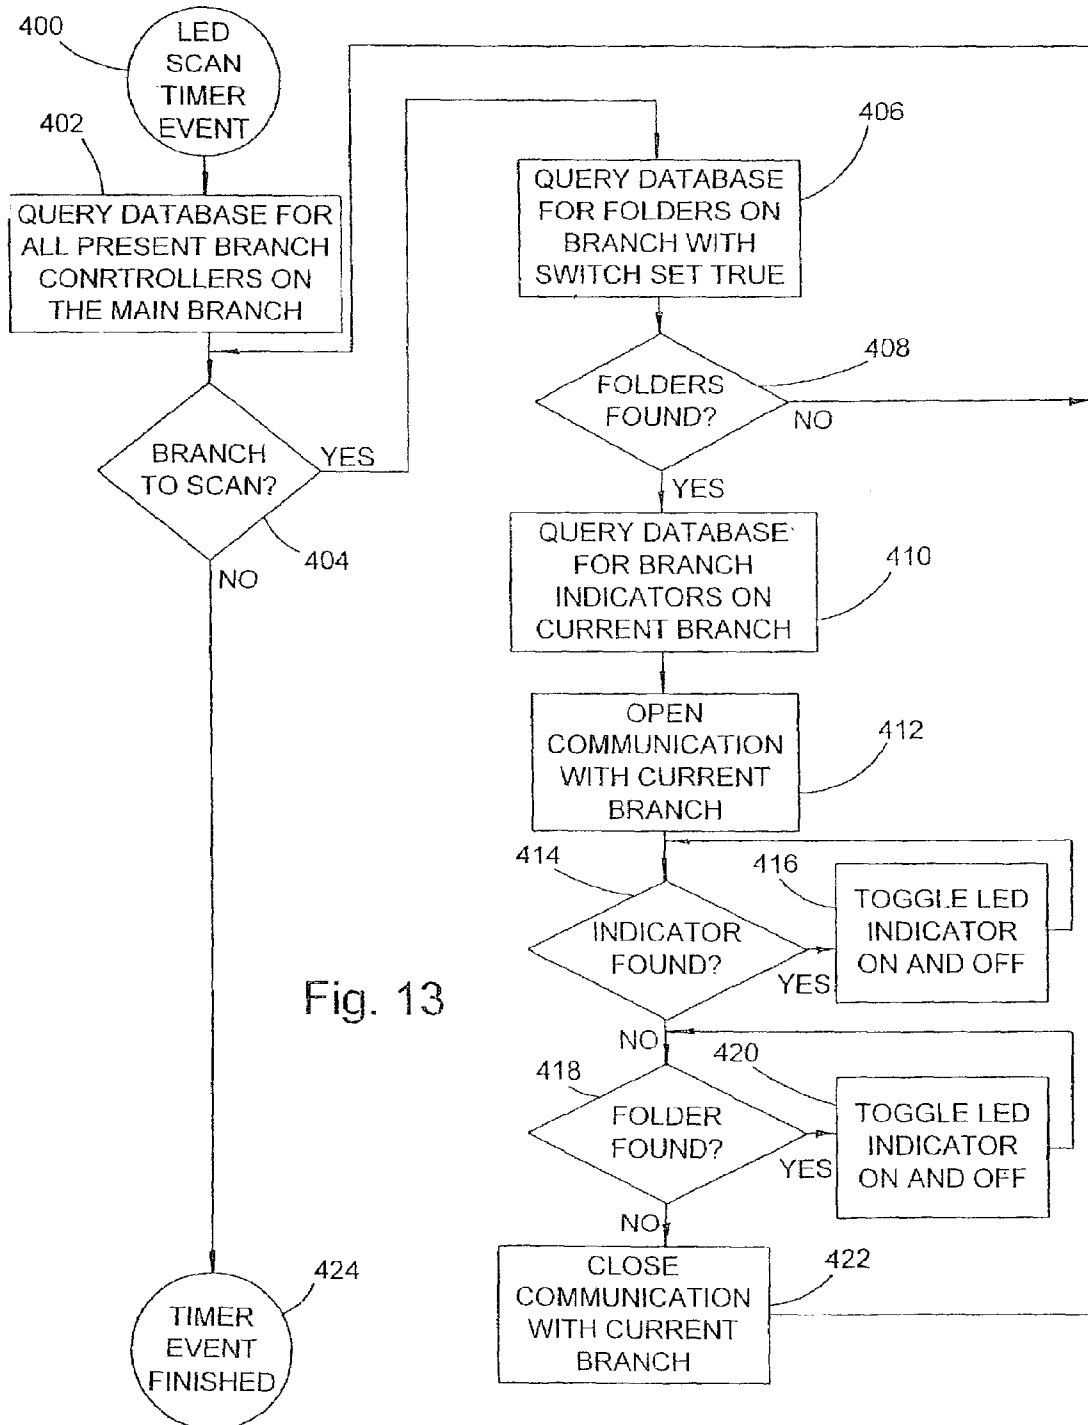 400
LED
SCAN
TIMER
EVENT
402
QUERY DATABASE FOR
ALL PRESENT BRANCH
CONRTROLLERS ON
THE MAIN BRANCH
BRANCH
TO SCAN?
YES
404
NO
406
QUERY DATABASE
FOR FOLDERS ON
BRANCH WITH
SWITCH SET TRUE
408
FOLDERS
FOUND?
NO
YES
QUERY DATABASE
FOR BRANCH
INDICATORS ON
CURRENT BRANCH
410
OPEN
COMMUNICATION
WITH CURRENT
BRANCH
412
414
INDICATOR
FOUND?
YES
416
TOGGLE LED
INDICATOR
ON AND OFF
NO
418
FOLDER
FOUND?
YES
420
TOGGLE LED
INDICATOR
ON AND OFF
NO
CLOSE
COMMUNICATION
WITH CURRENT
BRANCH
422
424
TIMER
EVENT
FINISHED
Fig. 13